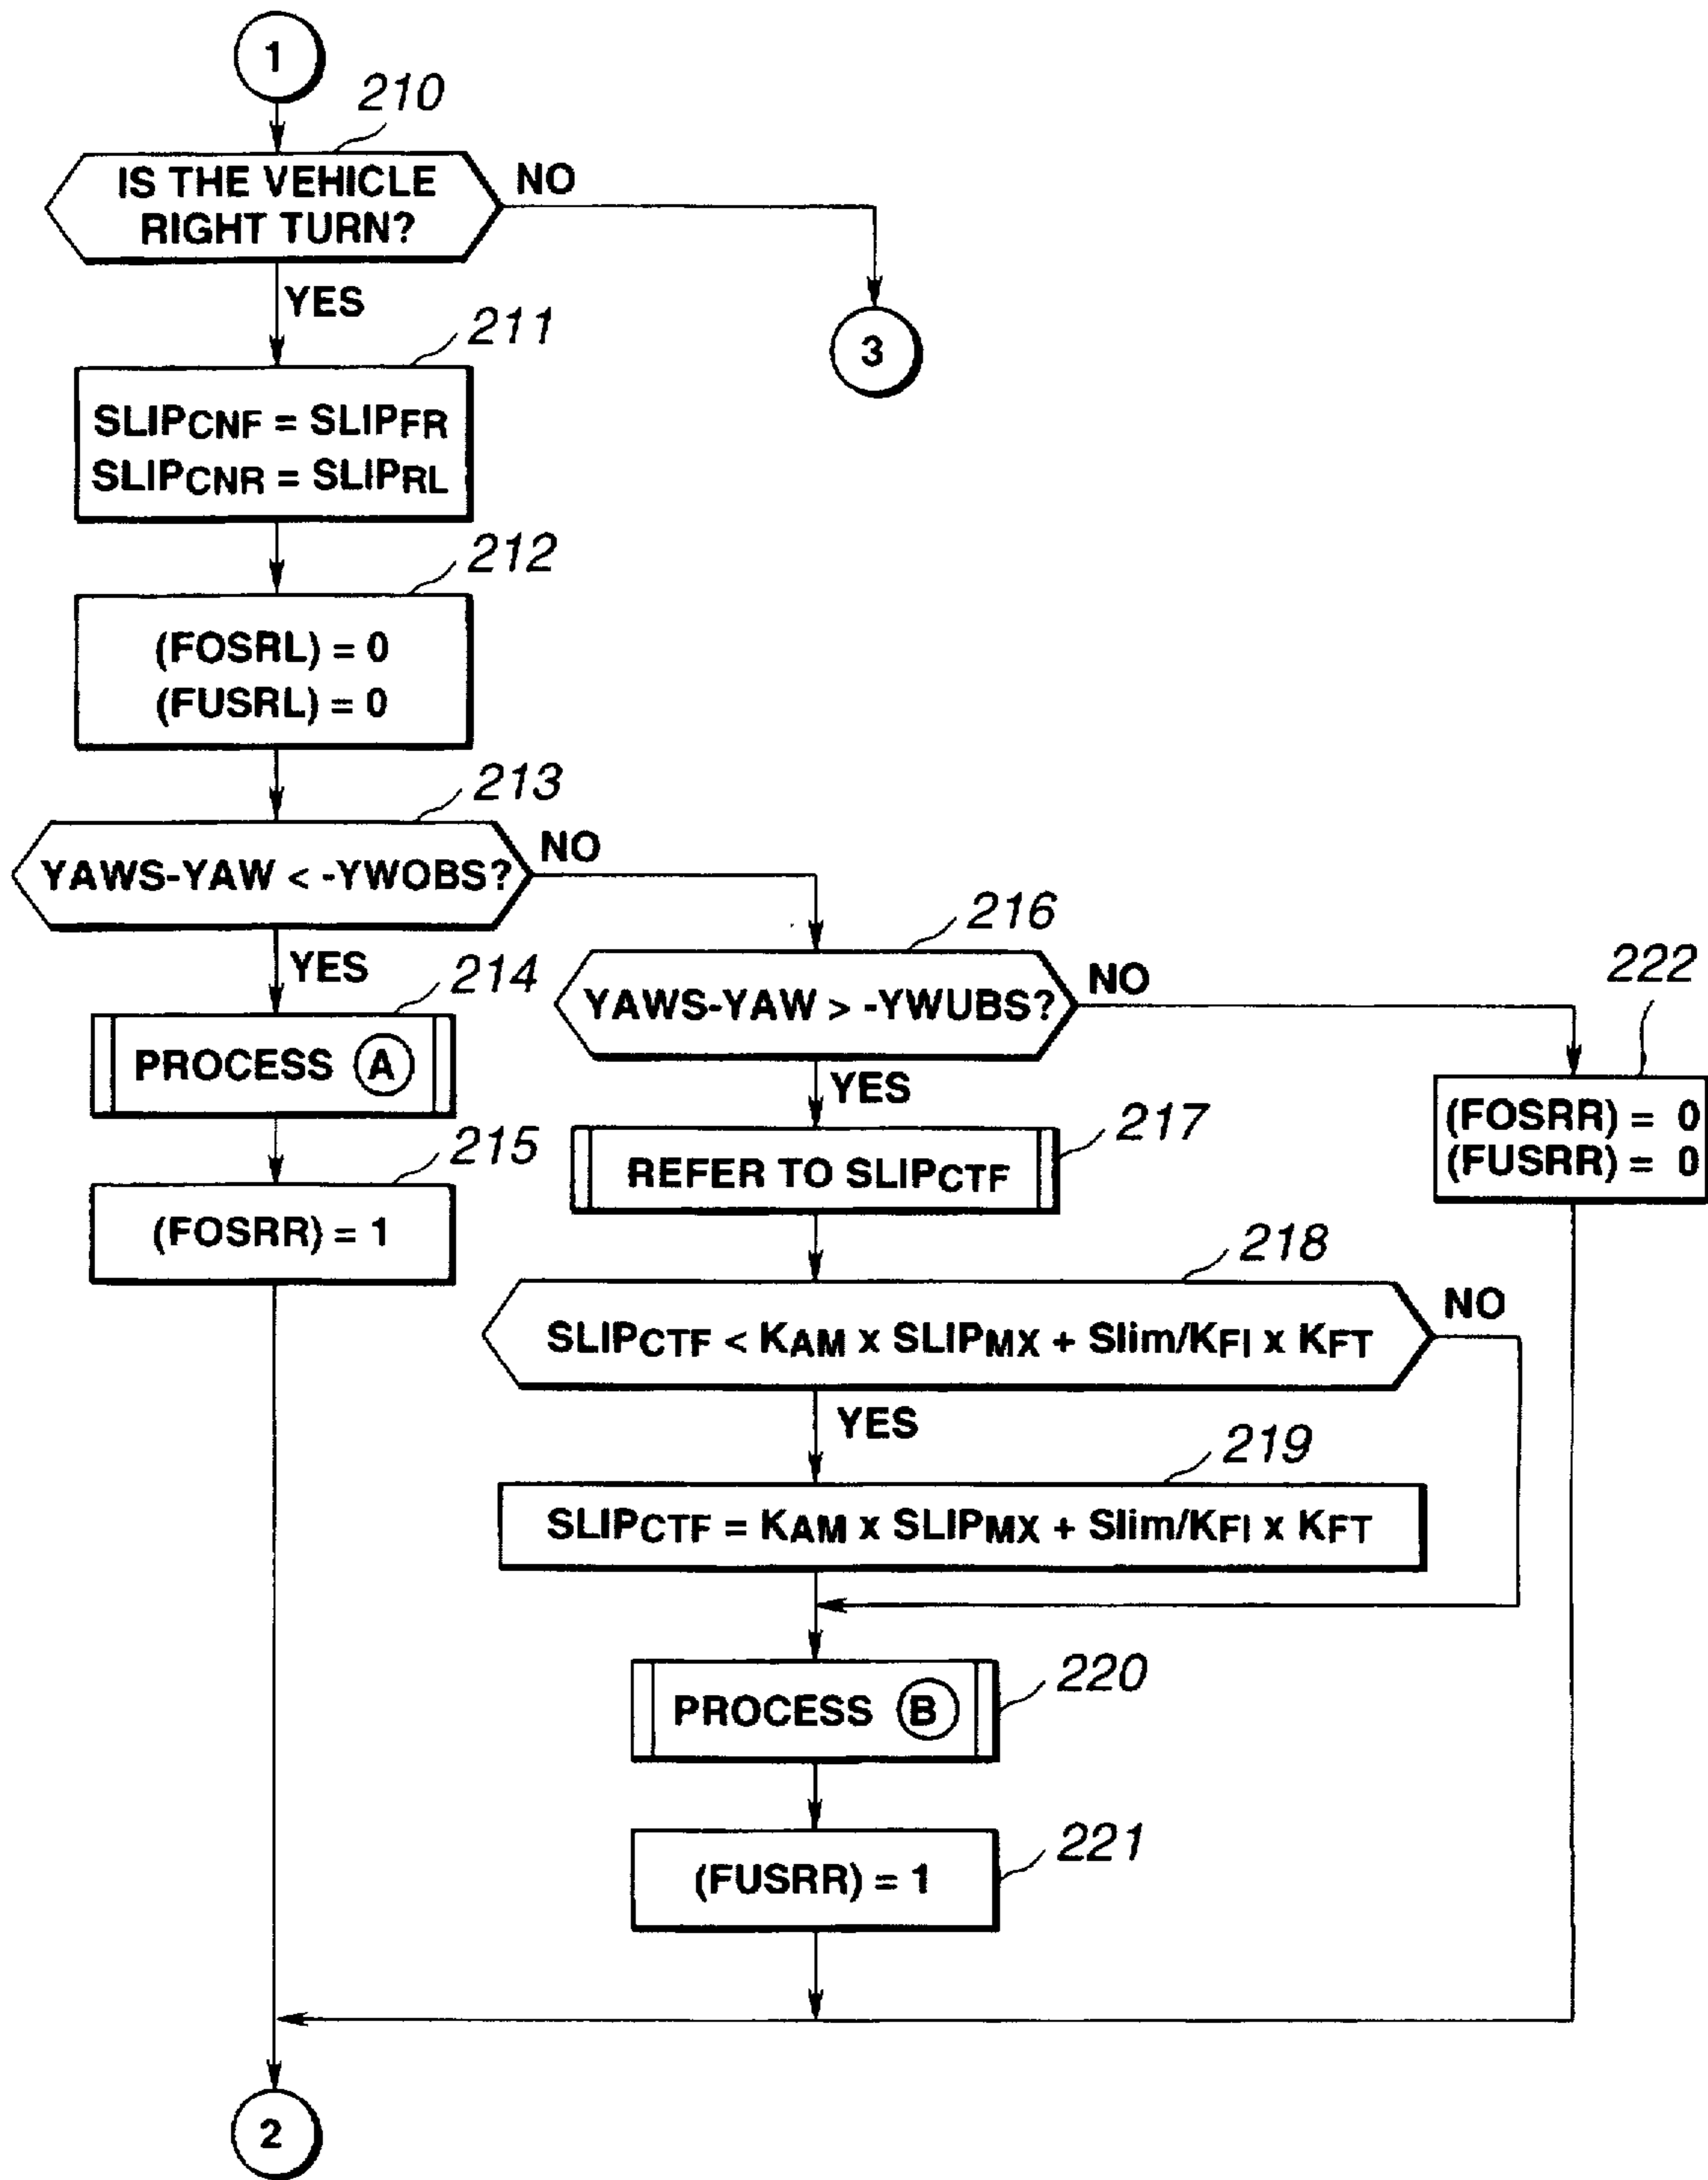 1
210
IS THE VEHICLE
RIGHT TURN?
NO
YES
3
211
SLIPCNF = SLIPFR
SLIPCNR = SLIPRL
212
(FOSRL) = 0
(FUSRL) = 0
213
YAWS-YAW < -YWOBS?
NO
YES
214
PROCESS A
215
(FOSRR) = 1
216
YAWS-YAW > -YWUBS?
NO
YES
222
(FOSRR) = 0
(FUSRR) = 0
217
REFER TO SLIPCTF
218
SLIPCTF < KAM x SLIPMX + Slim/KFI x KFT
NO
YES
219
SLIPCTF = KAM x SLIPMX + Slim/KFI x KFT
220
PROCESS B
221
(FUSRR) = 1
2